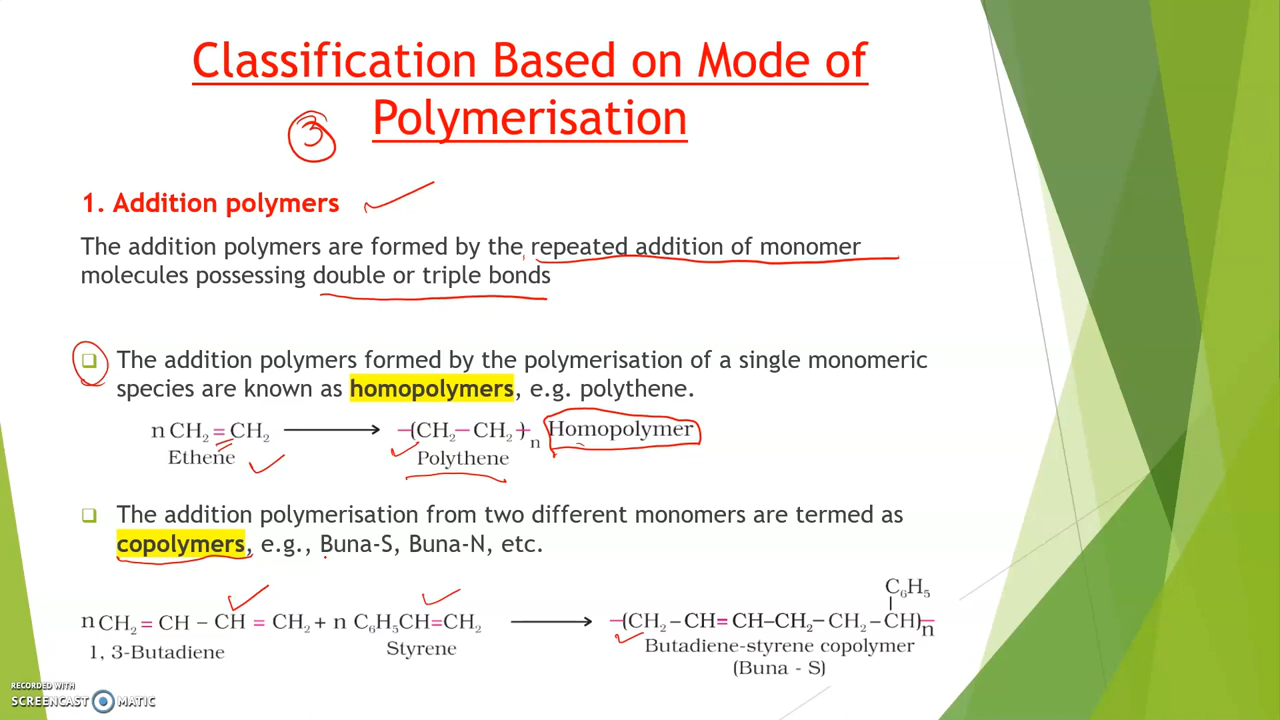 Classification Based on Mode of
Polymerisation
3
1. Addition polymers
The addition polymers are formed by the repeated addition of monomer
molecules possessing double or triple bonds
The addition polymers formed by the polymerisation of a single monomeric
species are known as homopolymers, e.g. polythene.
n CH₂ = CH₂ ⟶ –(CH₂ – CH₂ –)n Homopolymer
Ethene Polythene
The addition polymerisation from two different monomers are termed as
copolymers, e.g., Buna-S, Buna-N, etc.
C₆H₅
nCH₂ = CH – CH = CH₂ + n C₆H₅CH=CH₂ ⟶ –(CH₂ – CH = CH–CH₂– CH₂ – CH)–n
1, 3-Butadiene Styrene Butadiene-styrene copolymer
(Buna - S)
RECORDED WITH
SCREENCAST MATIC